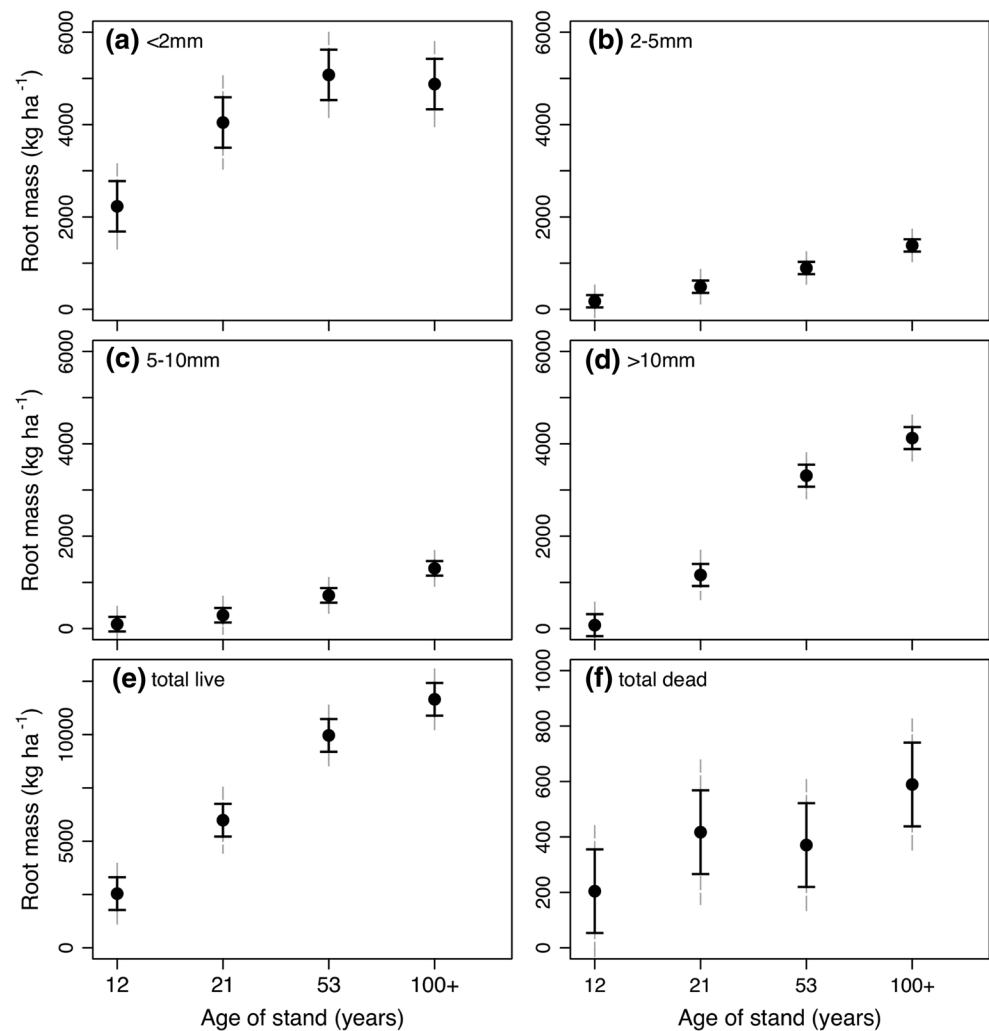 (a) <2mm
(b) 2-5mm
Root mass (kg ha -1)
0 2000 4000 6000
0 2000 4000 6000
(c) 5-10mm
(d) >10mm
Root mass (kg ha -1)
0 2000 4000 6000
0 2000 4000 6000
(e) total live
(f) total dead
Root mass (kg ha -1)
0 5000 10000
0 200 400 600 800 1000
12 21 53 100+
12 21 53 100+
Age of stand (years)
Age of stand (years)